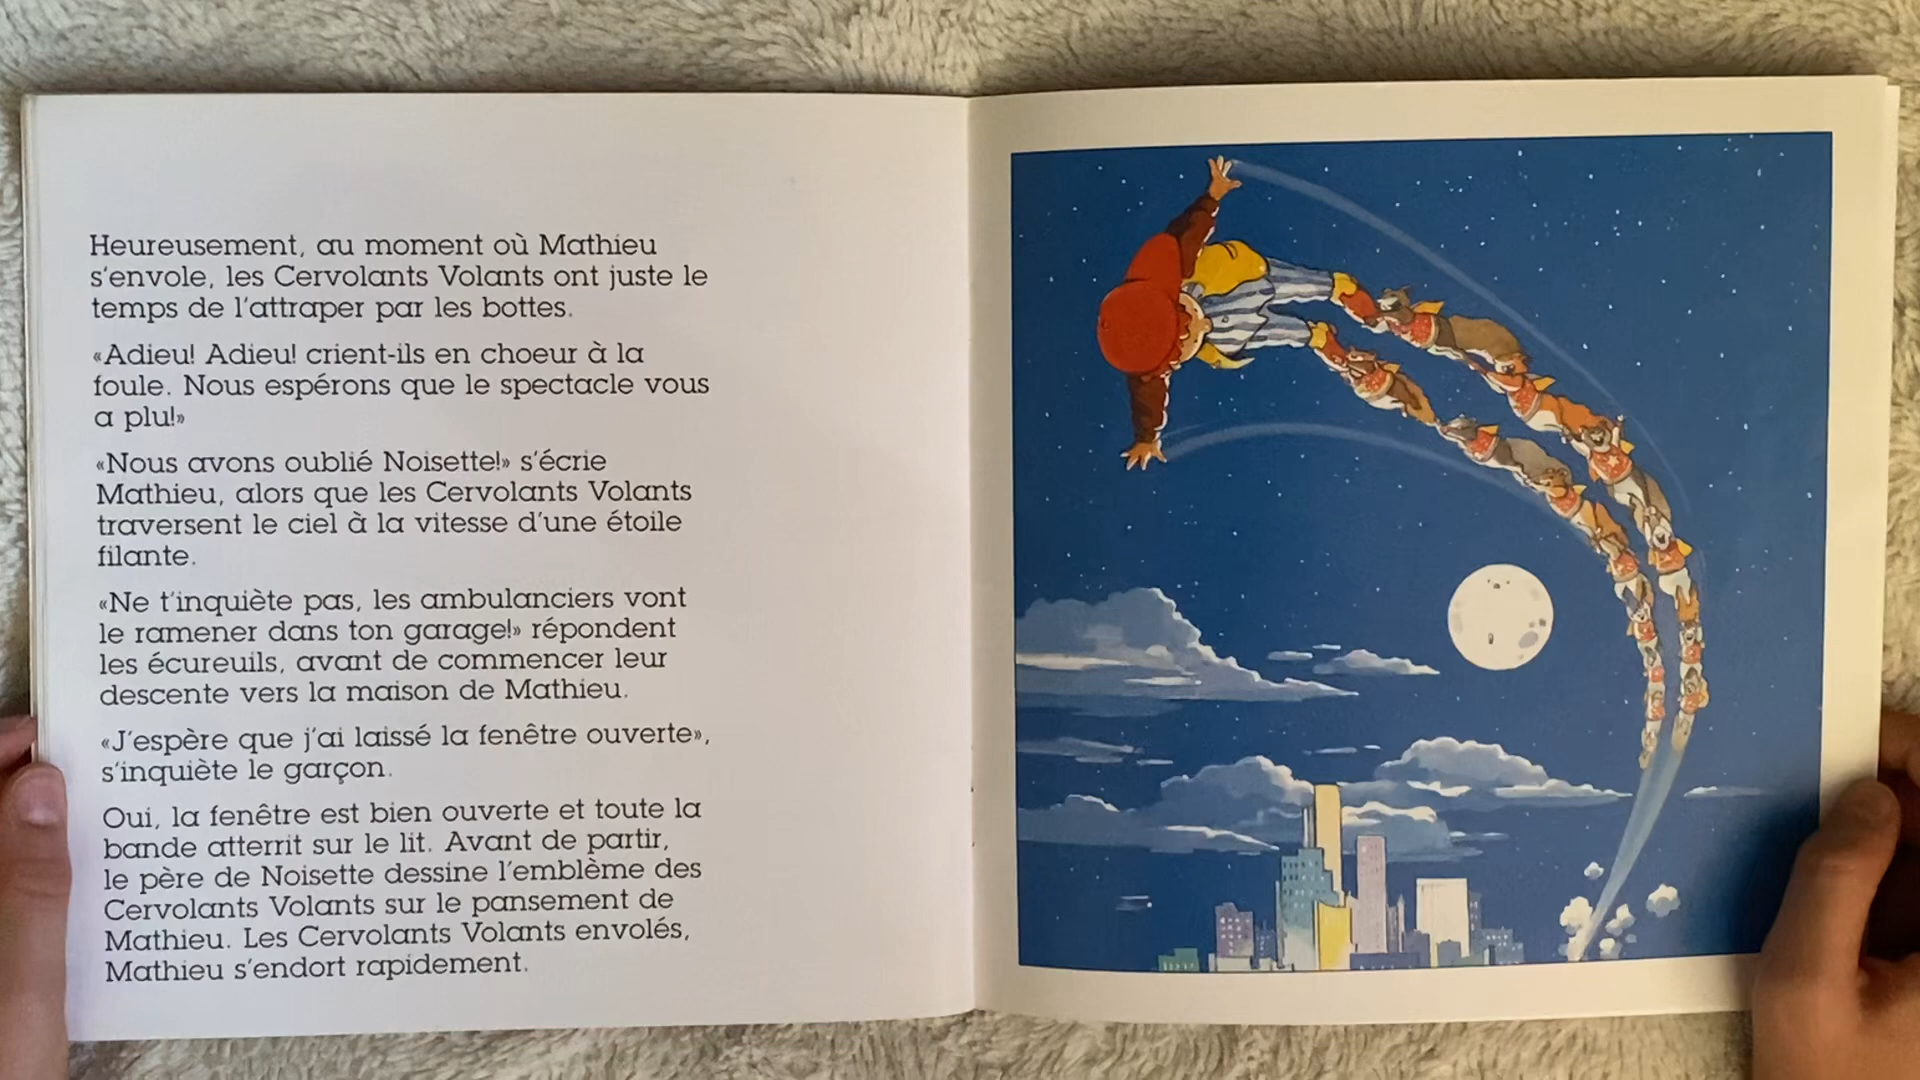 Heureusement, au moment où Mathieu
s'envole, les Cervolants Volants ont juste le
temps de l'attraper par les bottes.
«Adieu! Adieu! crient-ils en choeur à la
foule. Nous espérons que le spectacle vous
a plu!»
«Nous avons oublié Noisette!» s'écrie
Mathieu, alors que les Cervolants Volants
traversent le ciel à la vitesse d'une étoile
filante.
«Ne t'inquiète pas, les ambulanciers vont
le ramener dans ton garage!» répondent
les écureuils, avant de commencer leur
descente vers la maison de Mathieu.
«J'espère que j'ai laissé la fenêtre ouverte»,
s'inquiète le garçon.
Oui, la fenêtre est bien ouverte et toute la
bande atterrit sur le lit. Avant de partir,
le père de Noisette dessine l'emblème des
Cervolants Volants sur le pansement de
Mathieu. Les Cervolants Volants envolés,
Mathieu s'endort rapidement.